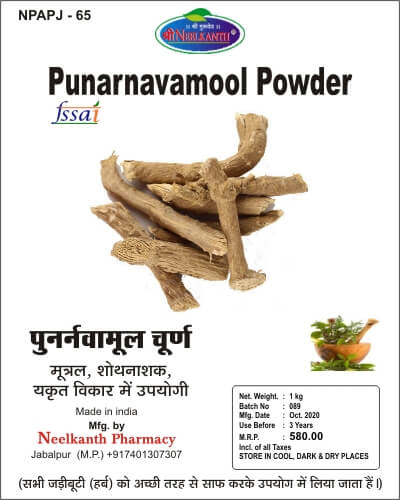 NPAPJ - 65
॥ श्री गुरुदेव ॥
श्री NEELKANTH
Punarnavamool Powder
fssai
पुनर्नवामूल चूर्ण
मूत्रल, शोथनाशक,
यकृत विकार में उपयोगी
Made in india
Mfg. by
Neelkanth Pharmacy
Jabalpur (M.P.) +917401307307
Net. Weight. : 1 kg
Batch No : 089
Mfg. Date : Oct. 2020
Use Before : 3 Years
M.R.P. : 580.00
Incl. of all Taxes
STORE IN COOL, DARK & DRY PLACES
(सभी जड़ीबूटी (हर्ब) को अच्छी तरह से साफ करके उपयोग में लिया जाता हैं।)